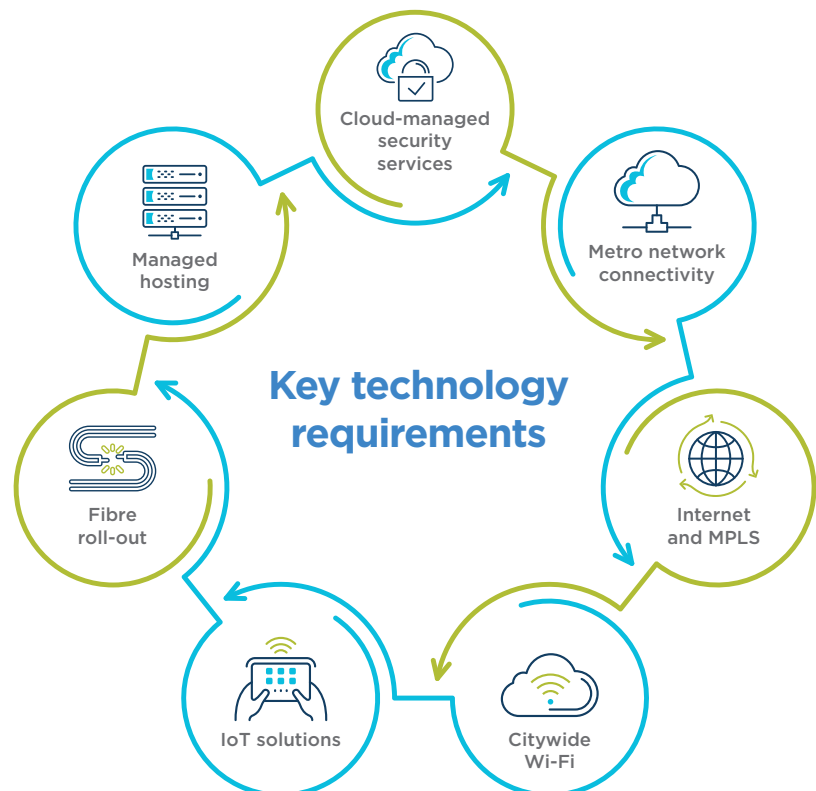 Key technology
requirements
Cloud-managed
security
services
Metro network
connectivity
Internet
and MPLS
Citywide
Wi-Fi
IoT solutions
Fibre
roll-out
Managed
hosting